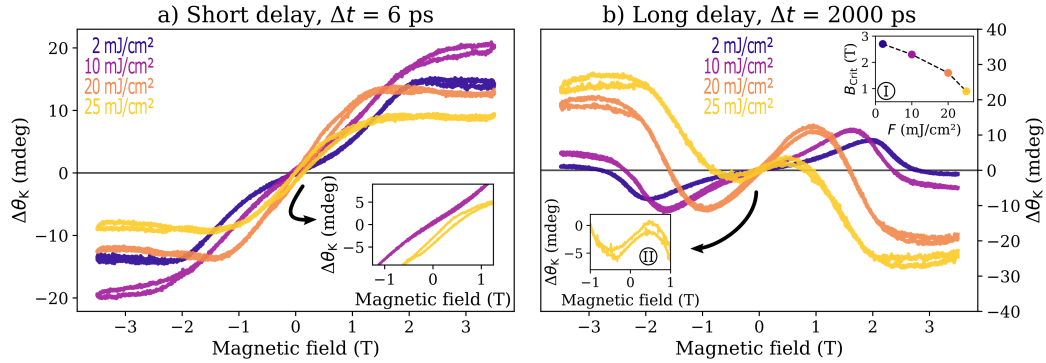 a) Short delay, Δt = 6 ps
2 mJ/cm²
10 mJ/cm²
20 mJ/cm²
25 mJ/cm²
20
10
0
−10
−20
Δθ_K (mdeg)
−3
−2
−1
0
1
2
3
Magnetic field (T)
5
0
−5
Δθ_K (mdeg)
−1
0
1
Magnetic field (T)
b) Long delay, Δt = 2000 ps
2 mJ/cm²
10 mJ/cm²
20 mJ/cm²
25 mJ/cm²
3
2
1
B_Crit (T)
I
0
10
20
F (mJ/cm²)
0
−5
Δθ_K (mdeg)
II
−1
0
1
Magnetic field (T)
40
30
20
10
0
−10
−20
−30
−40
Δθ_K (mdeg)
−3
−2
−1
0
1
2
3
Magnetic field (T)